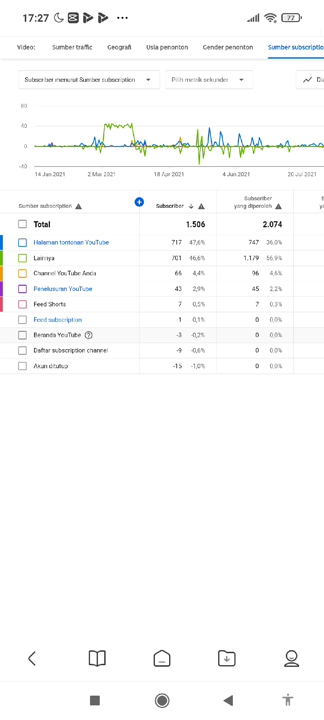 17:27 ... 77
Video: Sumber traffic Geografi Usia penonton Gender penonton Sumber subscriptio
Subscriber menurut Sumber subscription Pilih metrik sekunder Dia
80
40
0
-40
14 Jan 2021 2 Mar 2021 18 Apr 2021 4 Jun 2021 20 Jul 2021
Subscriber
Sumber subscription Subscriber yang diperoleh
Total 1.506 2.074
Halaman tontonan YouTube 717 47,6% 747 36,0%
Lainnya 701 46,6% 1.179 56,9%
Channel YouTube Anda 66 4,4% 96 4,6%
Penelusuran YouTube 43 2,9% 45 2,2%
Feed Shorts 7 0,5% 7 0,3%
Feed subscription 1 0,1% 0 0,0%
Beranda YouTube ? -3 -0,2% 0 0,0%
Daftar subscription channel -9 -0,6% 0 0,0%
Akun ditutup -15 -1,0% 0 0,0%